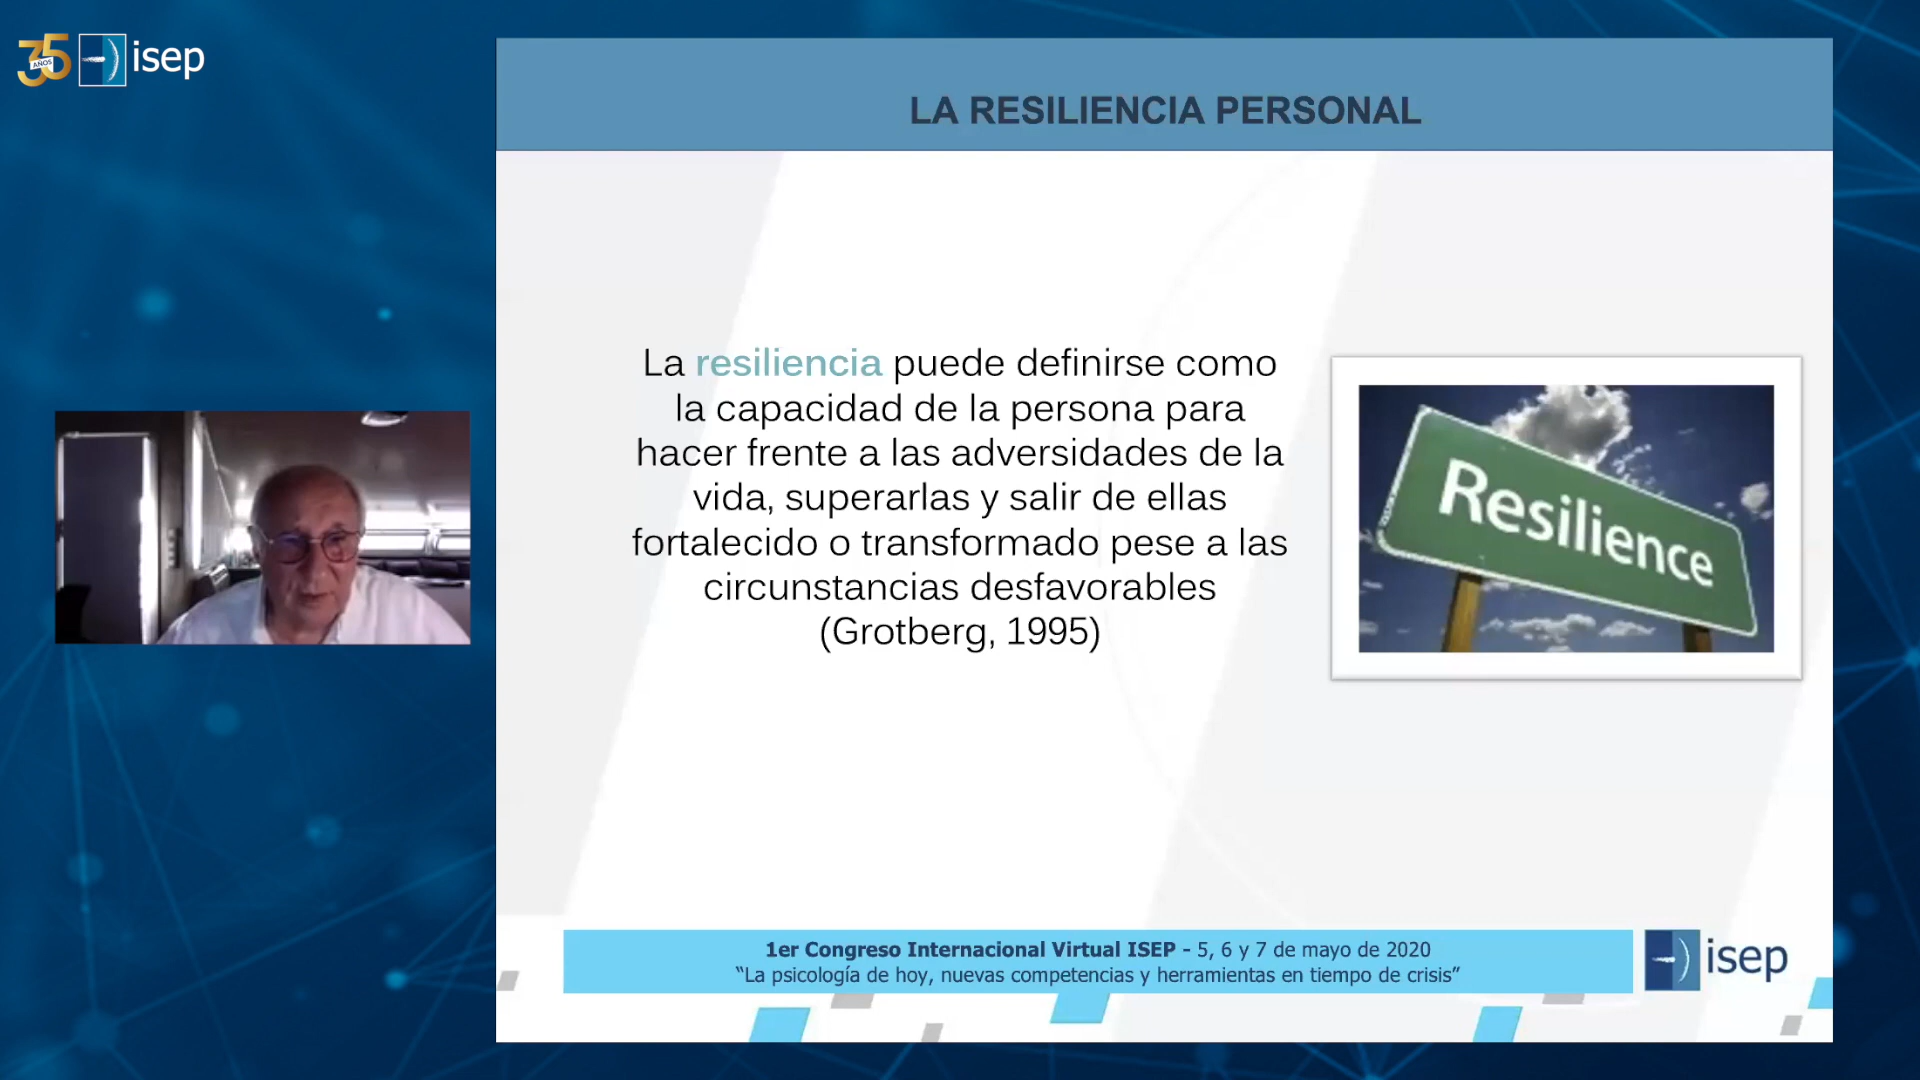 35
AÑOS
isep
LA RESILIENCIA PERSONAL
La resiliencia puede definirse como
la capacidad de la persona para
hacer frente a las adversidades de la
vida, superarlas y salir de ellas
fortalecido o transformado pese a las
circunstancias desfavorables
(Grotberg, 1995)
Resilience
1er Congreso Internacional Virtual ISEP - 5, 6 y 7 de mayo de 2020
“La psicología de hoy, nuevas competencias y herramientas en tiempo de crisis”
isep